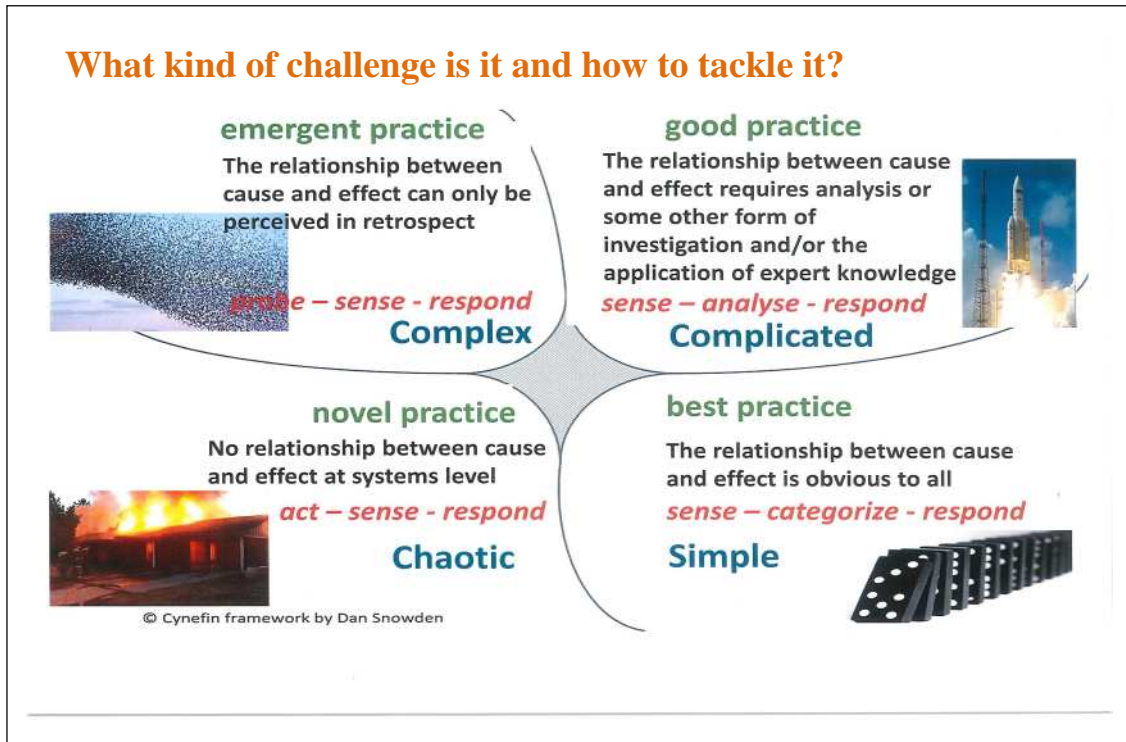 What kind of challenge is it and how to tackle it?
emergent practice
The relationship between
cause and effect can only be
perceived in retrospect
probe – sense - respond
Complex
good practice
The relationship between cause
and effect requires analysis or
some other form of
investigation and/or the
application of expert knowledge
sense – analyse - respond
Complicated
novel practice
No relationship between cause
and effect at systems level
act – sense - respond
Chaotic
best practice
The relationship between cause
and effect is obvious to all
sense – categorize - respond
Simple
© Cynefin framework by Dan Snowden